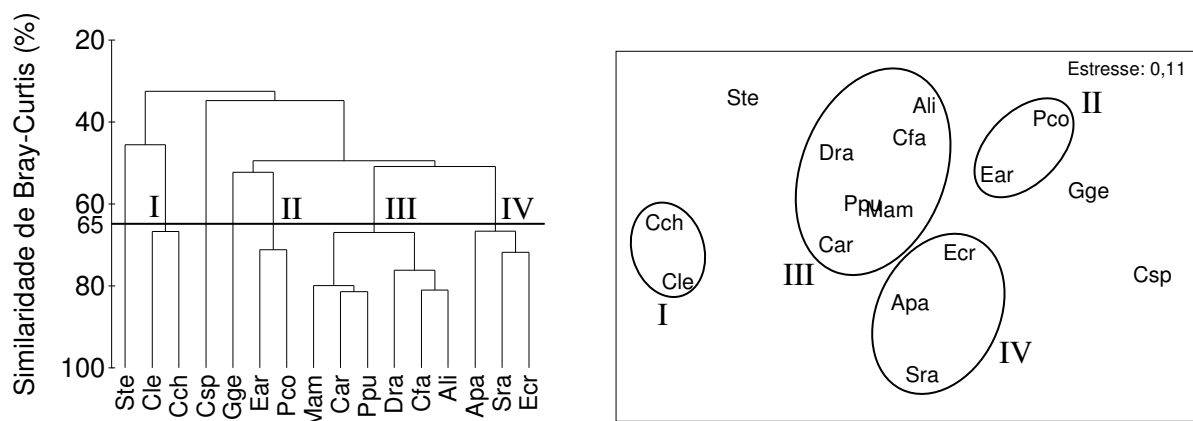 Similaridade de Bray-Curtis (%)
20
40
60
65
80
100
I
II
III
IV
Ste
Cle
Cch
Csp
Gge
Ear
Pco
Mam
Car
Ppu
Dra
Cfa
Ali
Apa
Sra
Ecr
Estresse: 0,11
Ste
Ali
Pco
II
Cfa
Dra
Ear
Gge
Ppu
Mam
Cch
Car
Ecr
III
Csp
Cle
Apa
I
IV
Sra